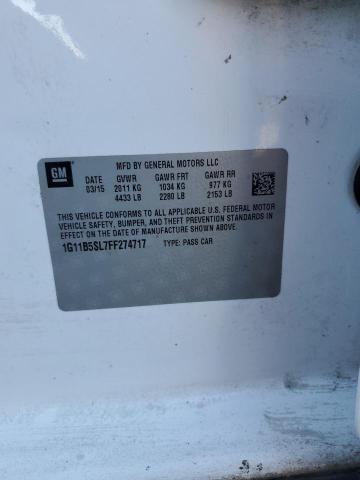 GM
MFD BY GENERAL MOTORS LLC
DATE GVWR GAWR FRT GAWR RR
03/15 2011 KG 1034 KG 977 KG
4433 LB 2280 LB 2153 LB
THIS VEHICLE CONFORMS TO ALL APPLICABLE U.S. FEDERAL MOTOR
VEHICLE SAFETY, BUMPER, AND THEFT PREVENTION STANDARDS
IN EFFECT ON THE DATE OF MANUFACTURE SHOWN ABOVE.
1G11B5SL7FF274717 TYPE: PASS CAR